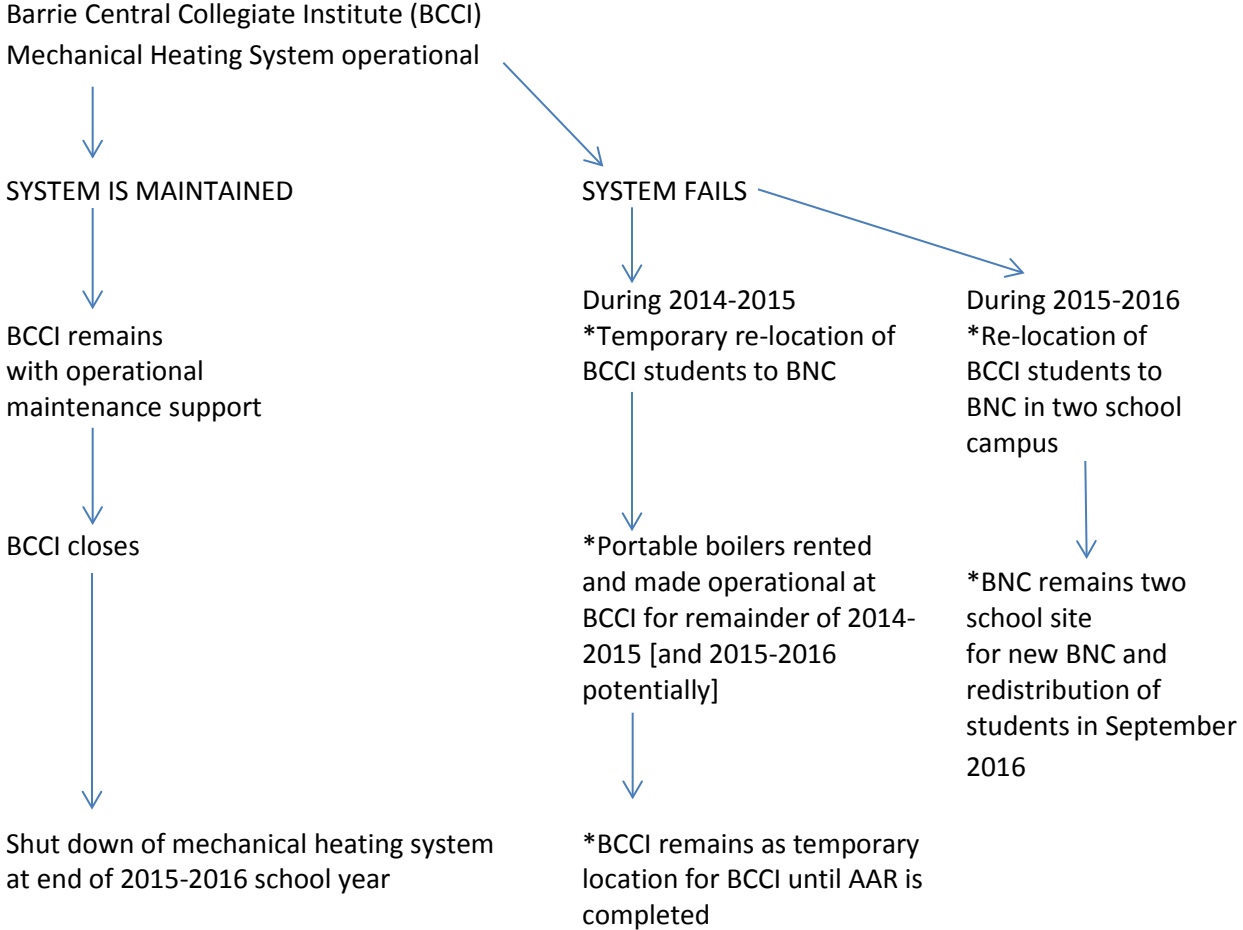 Barrie Central Collegiate Institute (BCCI)
Mechanical Heating System operational
SYSTEM IS MAINTAINED
BCCI remains
with operational
maintenance support
BCCI closes
Shut down of mechanical heating system
at end of 2015-2016 school year
SYSTEM FAILS
During 2014-2015
*Temporary re-location of
BCCI students to BNC
*Portable boilers rented
and made operational at
BCCI for remainder of 2014-
2015 [and 2015-2016
potentially]
*BCCI remains as temporary
location for BCCI until AAR is
completed
During 2015-2016
*Re-location of
BCCI students to
BNC in two school
campus
*BNC remains two
school site
for new BNC and
redistribution of
students in September
2016